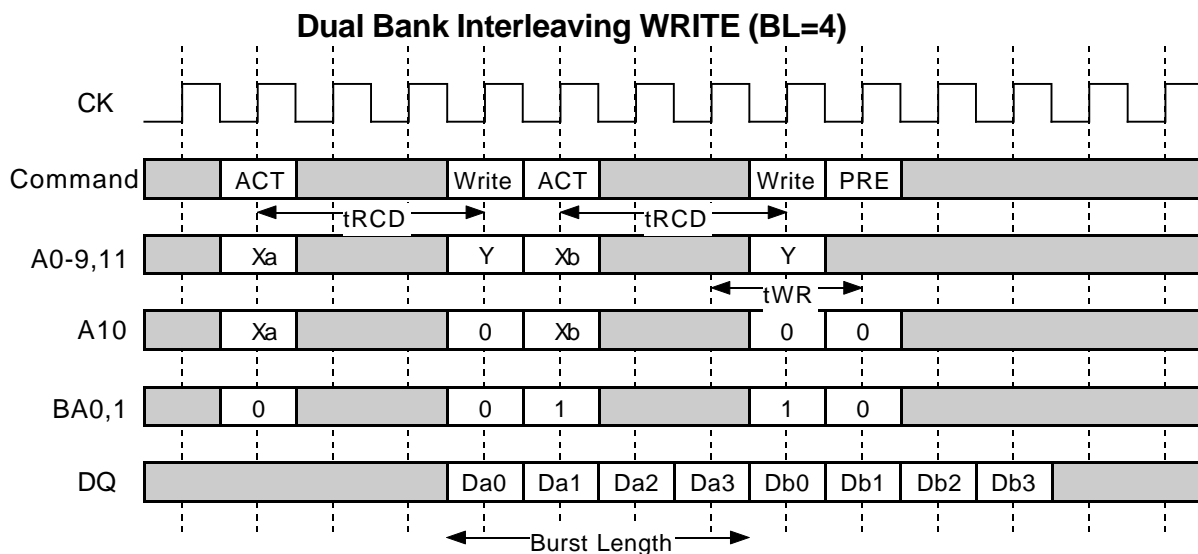 Dual Bank Interleaving WRITE (BL=4)
CK
Command ACT Write ACT Write PRE
tRCD tRCD
A0-9,11 Xa Y Xb Y
tWR
A10 Xa 0 Xb 0 0
BA0,1 0 0 1 1 0
DQ Da0 Da1 Da2 Da3 Db0 Db1 Db2 Db3
Burst Length